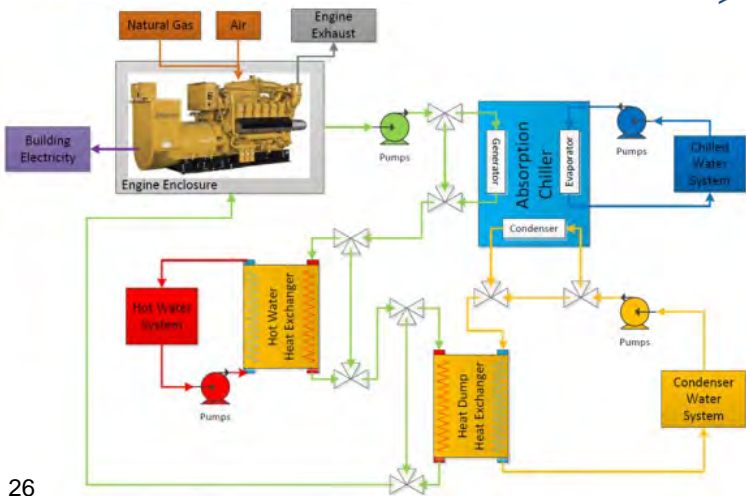 Natural Gas
Air
Engine
Exhaust
Building
Electricity
Engine Enclosure
Pumps
Generator
Absorption
Chiller
Evaporator
Condenser
Pumps
Chilled
Water
System
Hot Water
System
Pumps
Hot Water
Heat Exchanger
Heat Dump
Heat Exchanger
Pumps
Condenser
Water
System
26